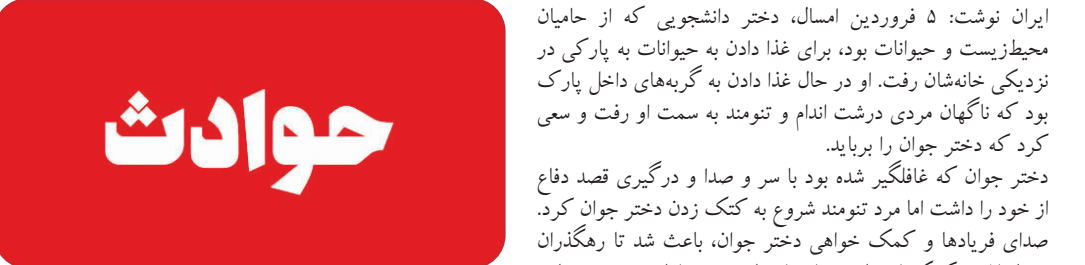 ایران نوشت: ۵ فروردین امسال، دختر دانشجویی که از حامیان
محیط‌زیست و حیوانات بود، برای غذا دادن به حیوانات به پارکی در
نزدیکی خانه‌شان رفت. او در حال غذا دادن به گربه‌های داخل پارک
بود که ناگهان مردی درشت اندام و تنومند به سمت او رفت و سعی
کرد که دختر جوان را برباید.
دختر جوان که غافلگیر شده بود با سر و صدا و درگیری قصد دفاع
از خود را داشت اما مرد تنومند شروع به کتک زدن دختر جوان کرد.
صدای فریادها و کمک خواهی دختر جوان، باعث شد تا رهگذران
حوادث